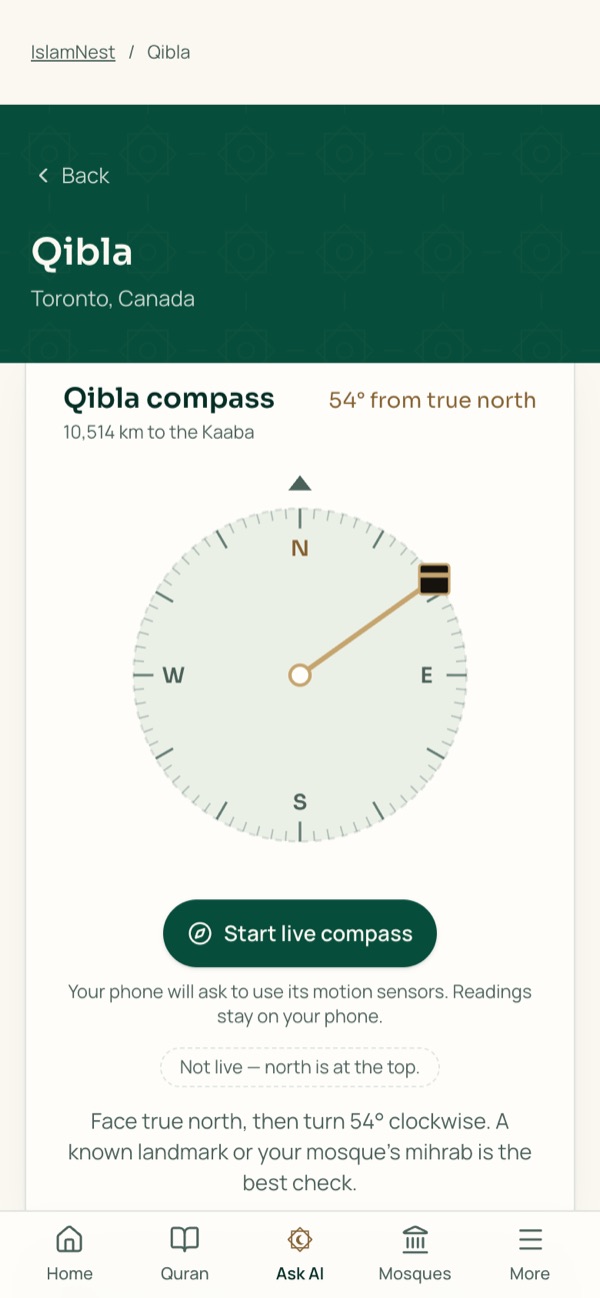 IslamNest / Qibla
Back
Qibla
Toronto, Canada
Qibla compass
54° from true north
10,514 km to the Kaaba
N
W
E
S
Start live compass
Your phone will ask to use its motion sensors. Readings
stay on your phone.
Not live — north is at the top.
Face true north, then turn 54° clockwise. A
known landmark or your mosque’s mihrab is the
best check.
Home
Quran
Ask AI
Mosques
More